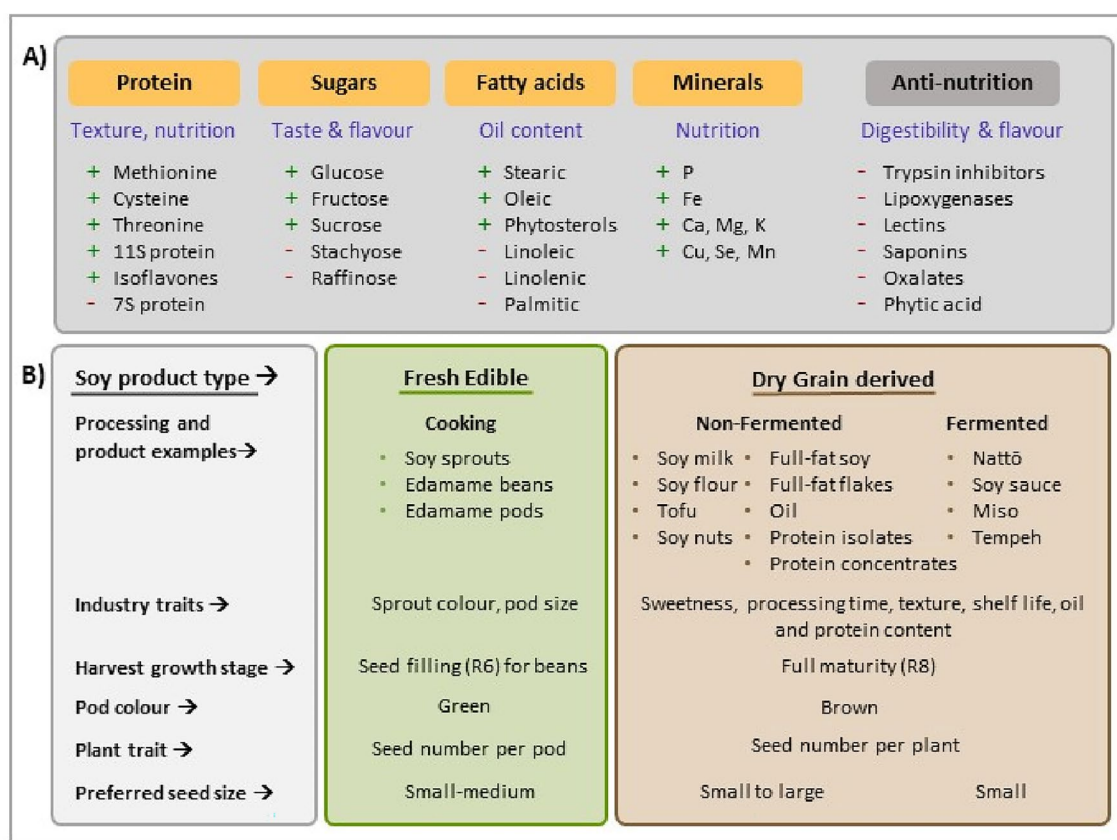 A)
Protein
Texture, nutrition
+ Methionine
+ Cysteine
+ Threonine
+ 11S protein
+ Isoflavones
- 7S protein
Sugars
Taste & flavour
+ Glucose
+ Fructose
+ Sucrose
- Stachyose
- Raffinose
Fatty acids
Oil content
+ Stearic
+ Oleic
+ Phytosterols
- Linoleic
- Linolenic
- Palmitic
Minerals
Nutrition
+ P
+ Fe
+ Ca, Mg, K
+ Cu, Se, Mn
Anti-nutrition
Digestibility & flavour
- Trypsin inhibitors
- Lipoxygenases
- Lectins
- Saponins
- Oxalates
- Phytic acid
B)
Soy product type →
Fresh Edible
Dry Grain derived
Processing and
product examples→
Cooking
• Soy sprouts
• Edamame beans
• Edamame pods
Non-Fermented
• Soy milk
• Soy flour
• Tofu
• Soy nuts
• Full-fat soy
• Full-fat flakes
• Oil
• Protein isolates
• Protein concentrates
Fermented
• Nattō
• Soy sauce
• Miso
• Tempeh
Industry traits →
Sprout colour, pod size
Sweetness, processing time, texture, shelf life, oil
and protein content
Harvest growth stage →
Seed filling (R6) for beans
Full maturity (R8)
Pod colour →
Green
Brown
Plant trait →
Seed number per pod
Seed number per plant
Preferred seed size →
Small-medium
Small to large
Small